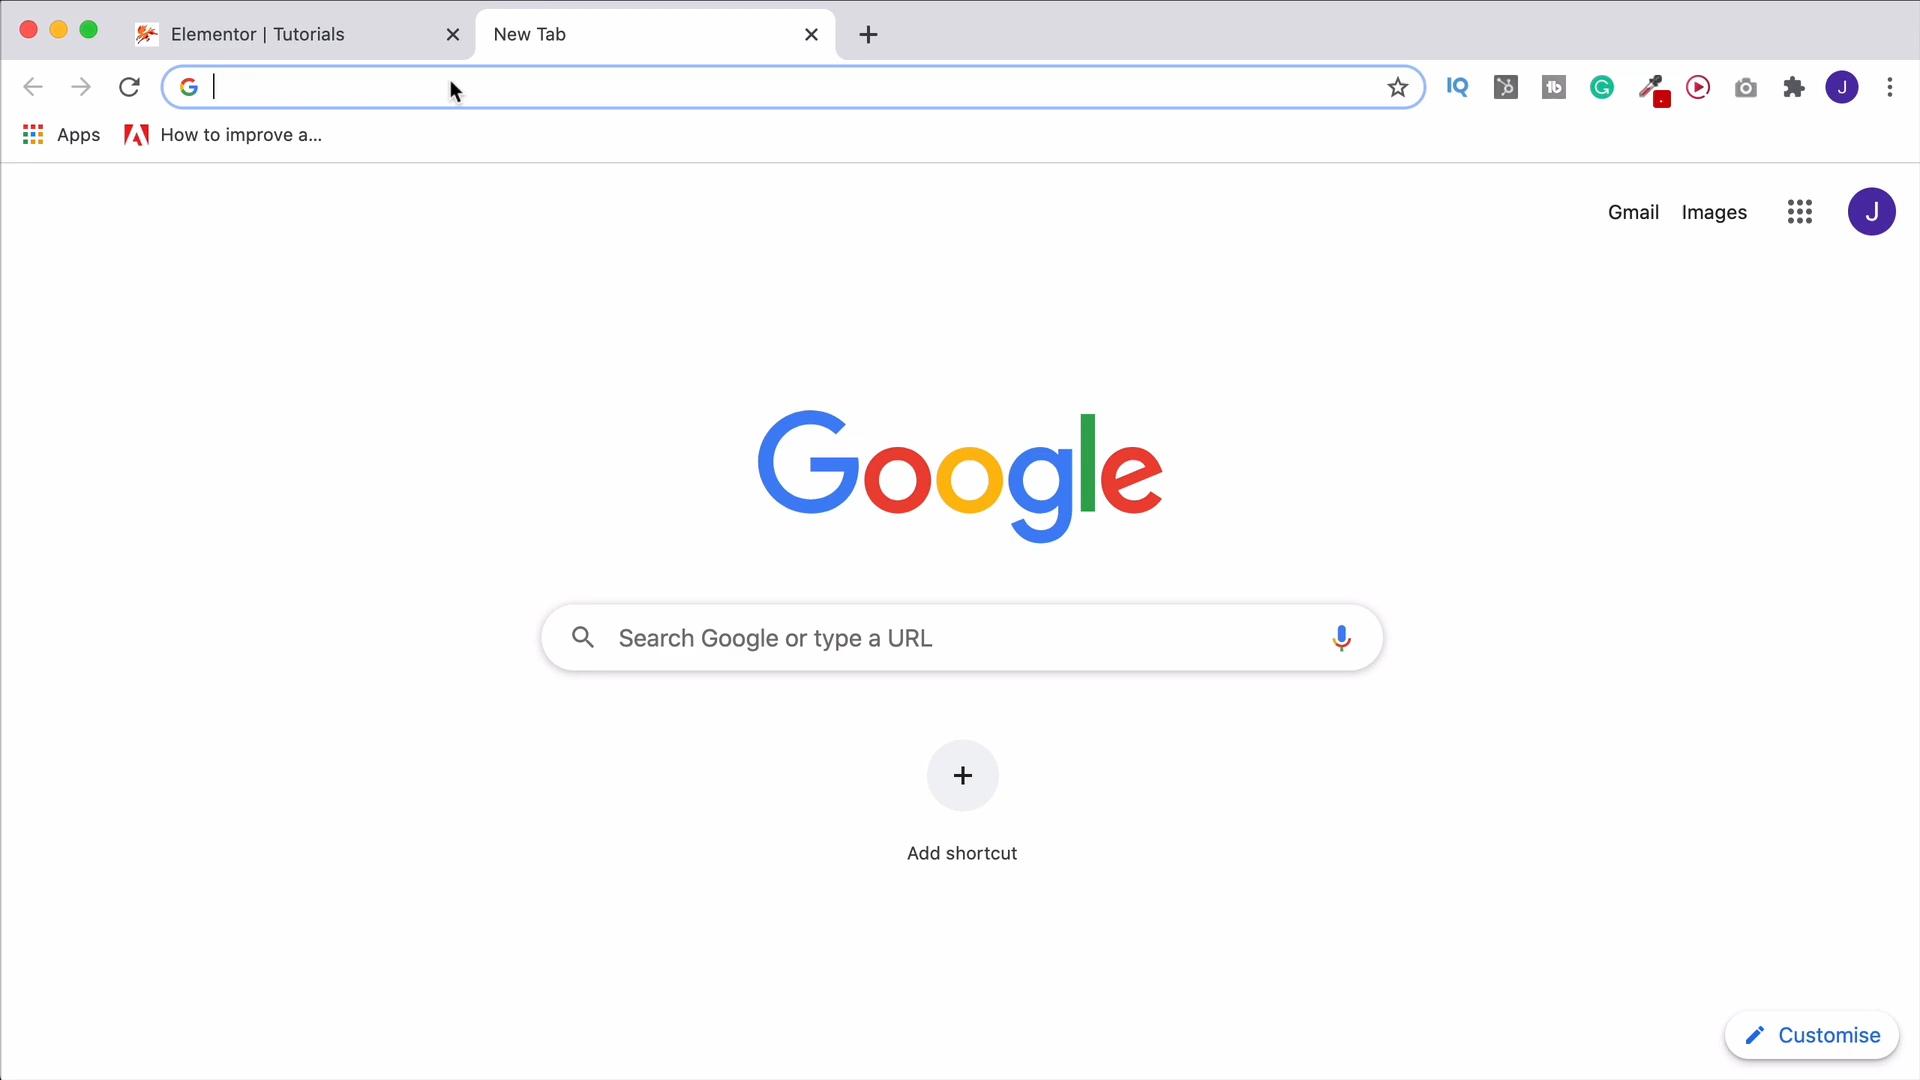 Elementor | Tutorials
New Tab
IQ
tb
J
Apps
How to improve a...
Gmail
Images
J
Google
Search Google or type a URL
Add shortcut
Customise